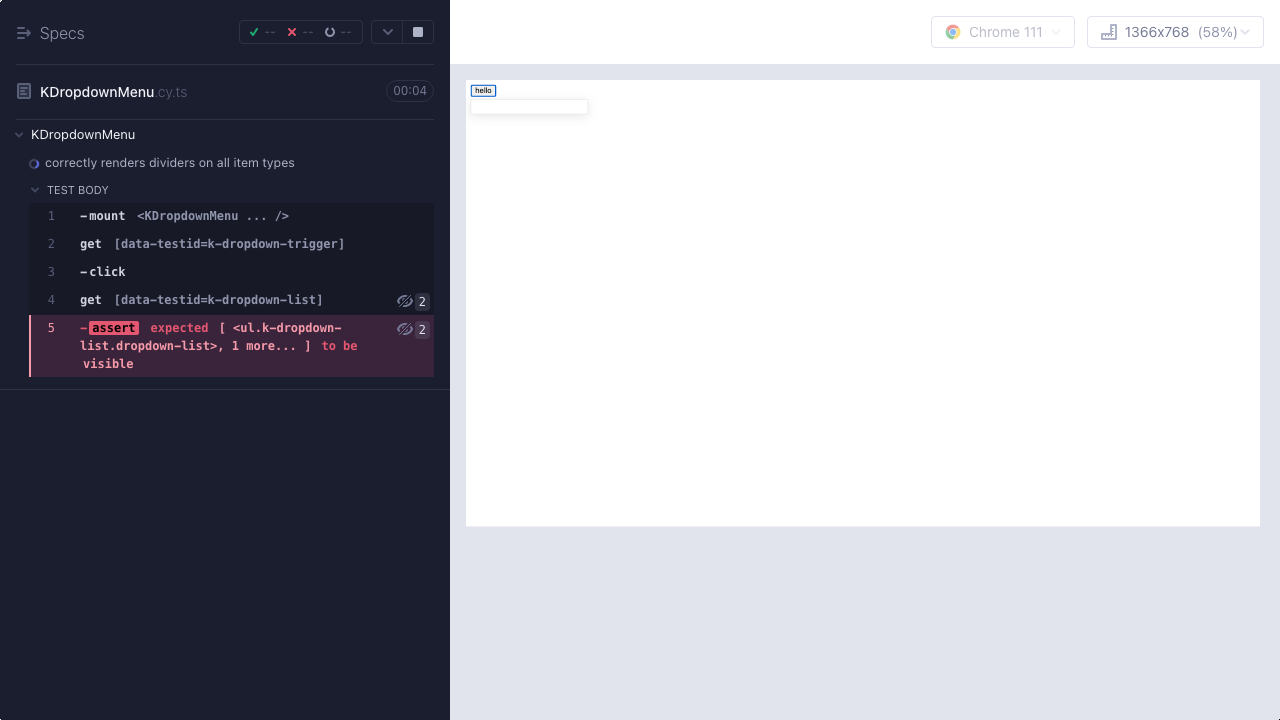 Specs
-- -- --
KDropdownMenu.cy.ts 00:04
KDropdownMenu
correctly renders dividers on all item types
TEST BODY
1 -mount <KDropdownMenu ... />
2 get [data-testid=k-dropdown-trigger]
3 -click
4 get [data-testid=k-dropdown-list] 2
5 -assert expected [ <ul.k-dropdown- 2
list.dropdown-list>, 1 more... ] to be
visible
Chrome 111
1366x768 (58%)
hello